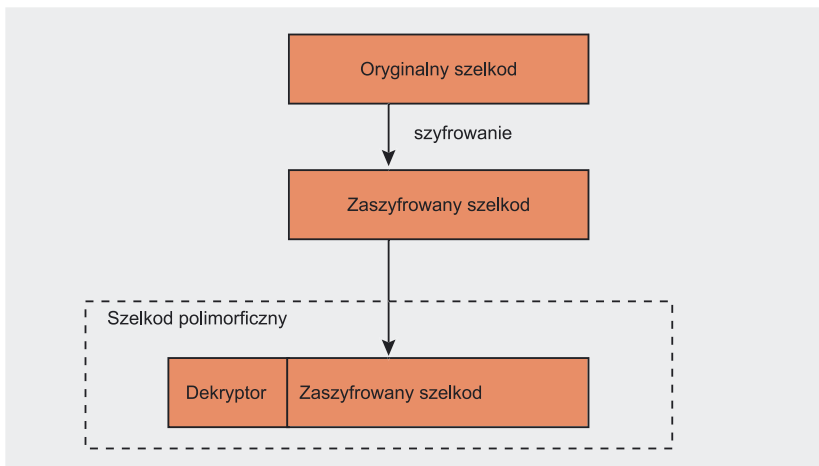 Oryginalny szelkod
szyfrowanie
Zaszyfrowany szelkod
Szelkod polimorficzny
Dekryptor
Zaszyfrowany szelkod